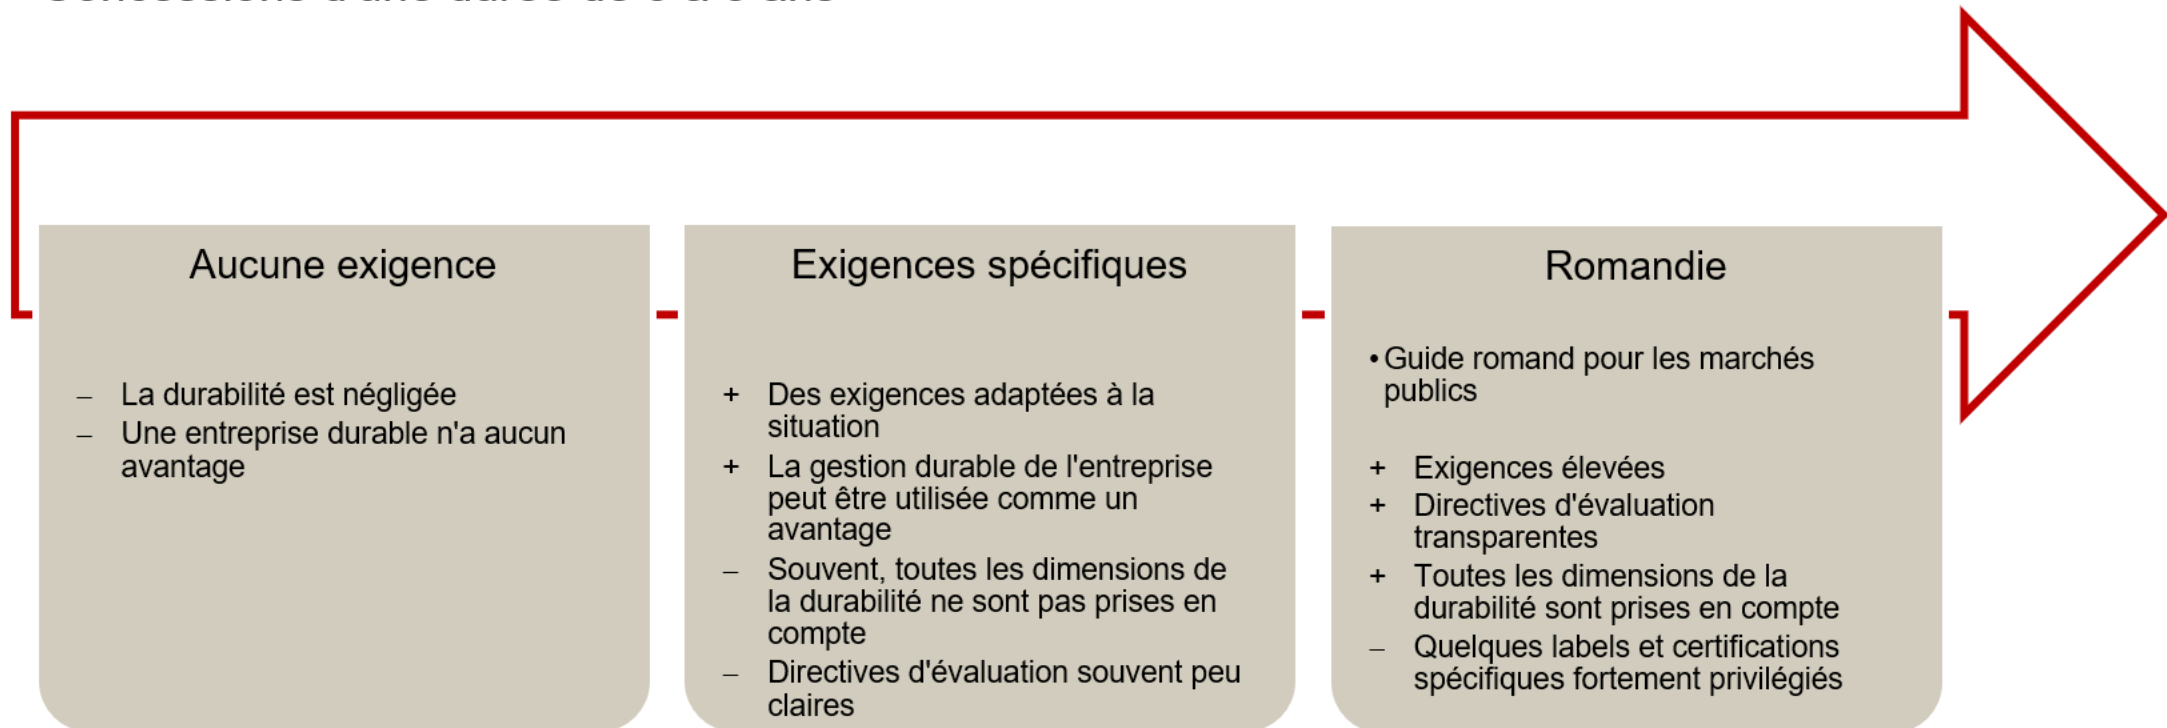 Aucune exigence
– La durabilité est négligée
– Une entreprise durable n'a aucun
avantage
Exigences spécifiques
+ Des exigences adaptées à la
situation
+ La gestion durable de l'entreprise
peut être utilisée comme un
avantage
– Souvent, toutes les dimensions de
la durabilité ne sont pas prises en
compte
– Directives d'évaluation souvent peu
claires
Romandie
• Guide romand pour les marchés
publics
+ Exigences élevées
+ Directives d'évaluation
transparentes
+ Toutes les dimensions de la
durabilité sont prises en compte
– Quelques labels et certifications
spécifiques fortement privilégiés